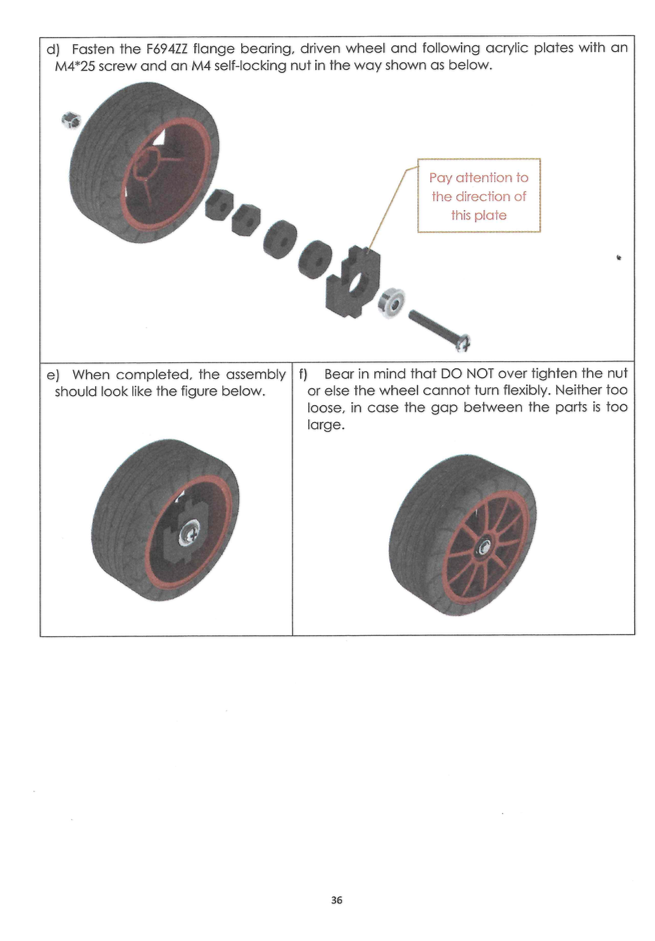 d) Fasten the F694ZZ flange bearing, driven wheel and following acrylic plates with an
M4*25 screw and an M4 self-locking nut in the way shown as below.
Pay attention to
the direction of
this plate
e) When completed, the assembly
should look like the figure below.
f) Bear in mind that DO NOT over tighten the nut
or else the wheel cannot turn flexibly. Neither too
loose, in case the gap between the parts is too
large.
36